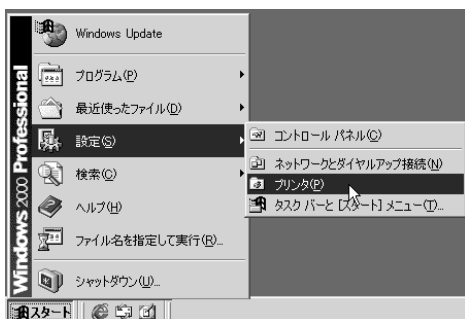 Windows Update
プログラム(P)
最近使ったファイル(D)
設定(S)
検索(C)
ヘルプ(H)
ファイル名を指定して実行(R)...
シャットダウン(U)...
Windows 2000 Professional
コントロール パネル(C)
ネットワークとダイヤルアップ接続(N)
プリンタ(P)
タスク バーと [スタート] メニュー(T)...
スタート